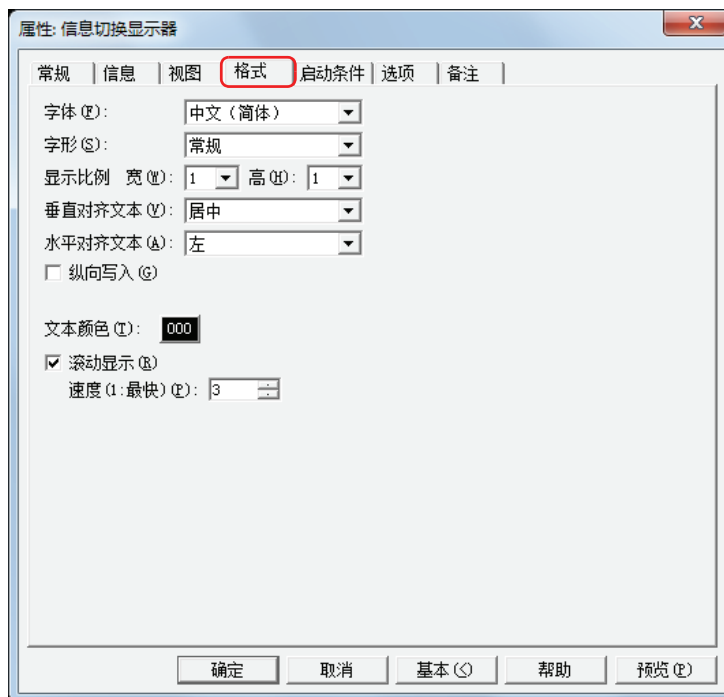 属性: 信息切换显示器
常规 信息 视图 格式 启动条件 选项 备注
字体(F): 中文（简体）
字形(S): 常规
显示比例 宽(W): 1 高(H): 1
垂直对齐文本(V): 居中
水平对齐文本(A): 左
纵向写入(G)
文本颜色(T): 000
滚动显示(R)
速度(1:最快)(P): 3
确定 取消 基本(<) 帮助 预览(P)